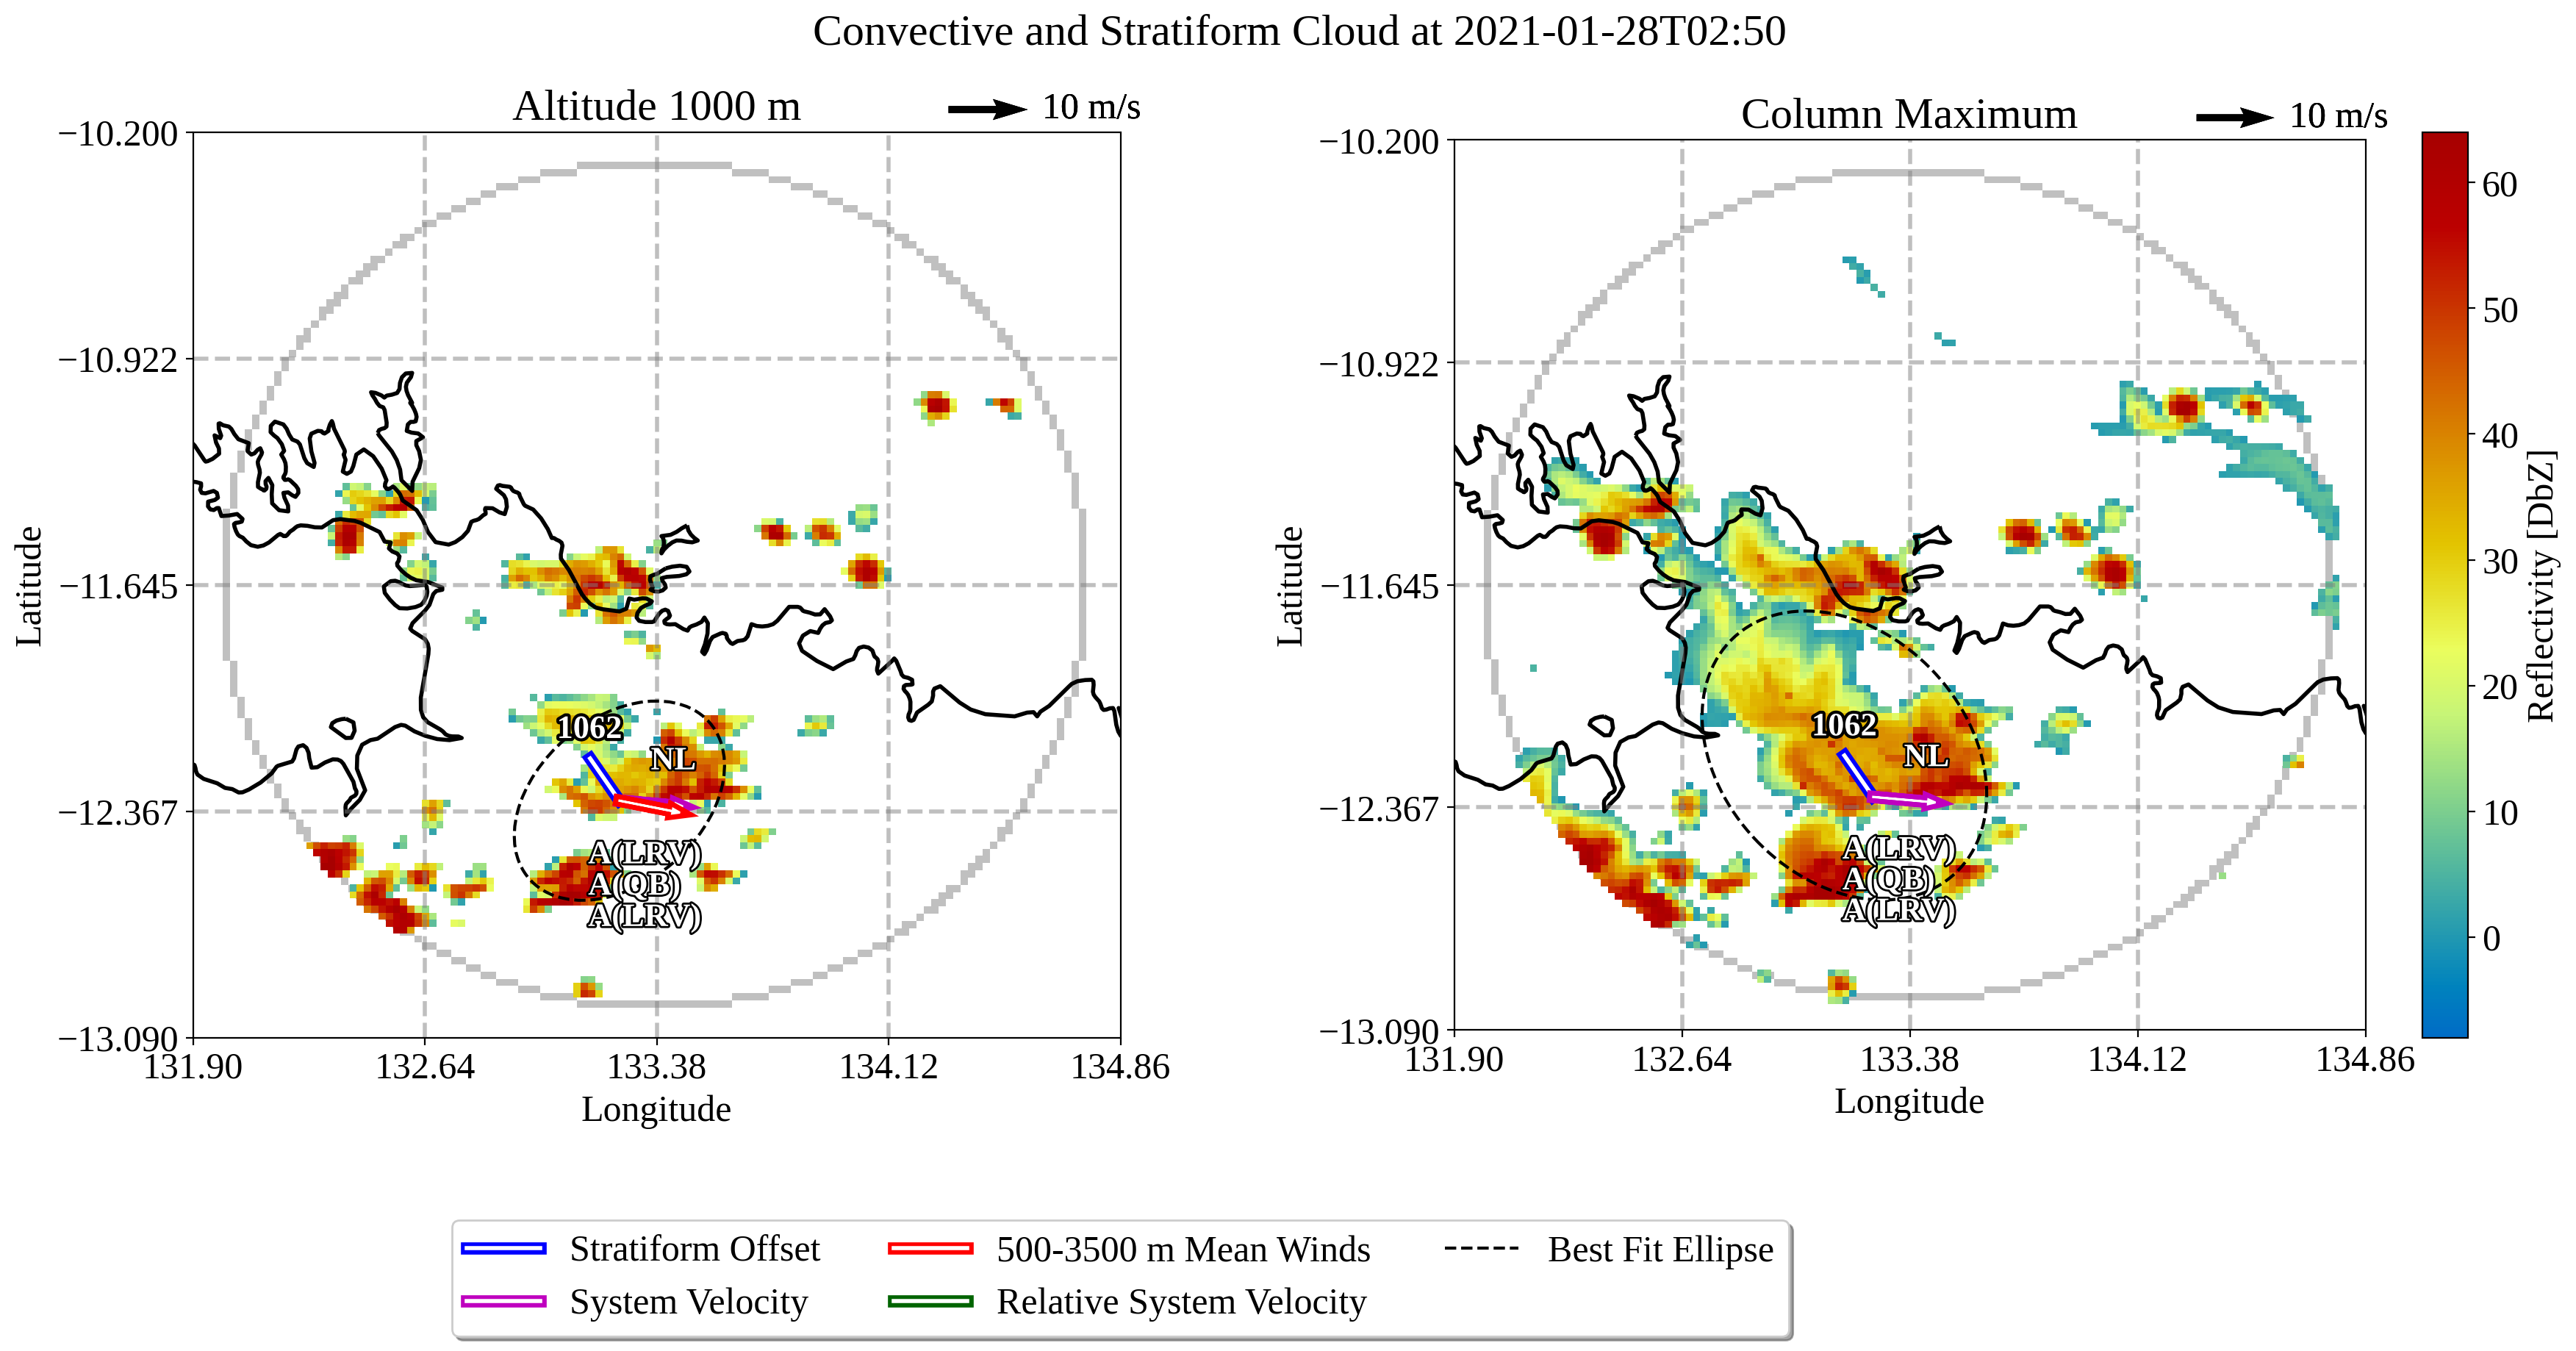 Convective and Stratiform Cloud at 2021-01-28T02:50
Altitude 1000 m
10 m/s
−10.200
−10.922
−11.645
−12.367
−13.090
Latitude
131.90
132.64
133.38
134.12
134.86
Longitude
1062
NL
A(LRV)
A(QB)
A(LRV)
Column Maximum
10 m/s
−10.200
−10.922
−11.645
−12.367
−13.090
Latitude
131.90
132.64
133.38
134.12
134.86
Longitude
1062
NL
A(LRV)
A(QB)
A(LRV)
60
50
40
30
20
10
0
Reflectivity [DbZ]
Stratiform Offset
500-3500 m Mean Winds
Best Fit Ellipse
System Velocity
Relative System Velocity